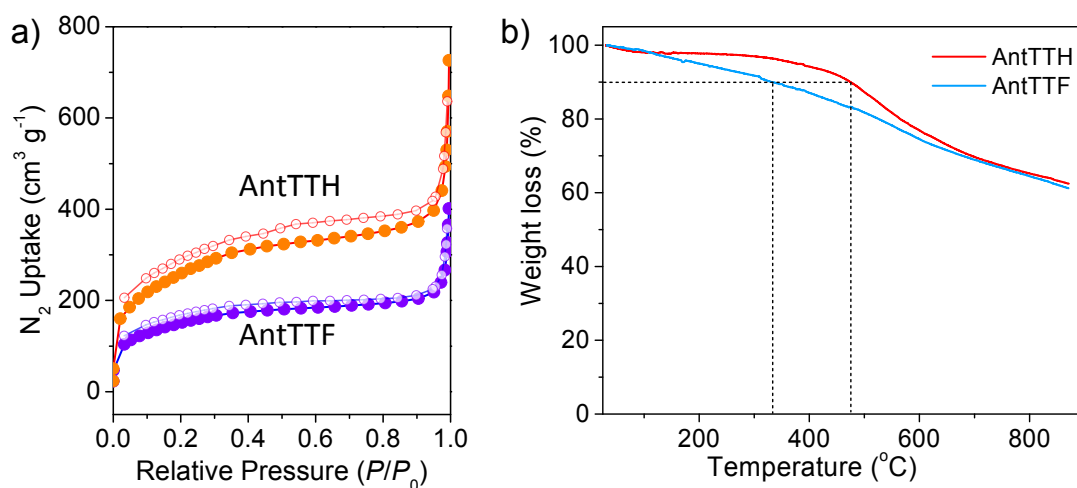 a)
N₂ Uptake (cm³ g⁻¹)
800
600
400
200
0
AntTTH
AntTTF
0.0 0.2 0.4 0.6 0.8 1.0
Relative Pressure (P/P₀)
b)
Weight loss (%)
100
80
60
40
20
0
AntTTH
AntTTF
200 400 600 800
Temperature (°C)